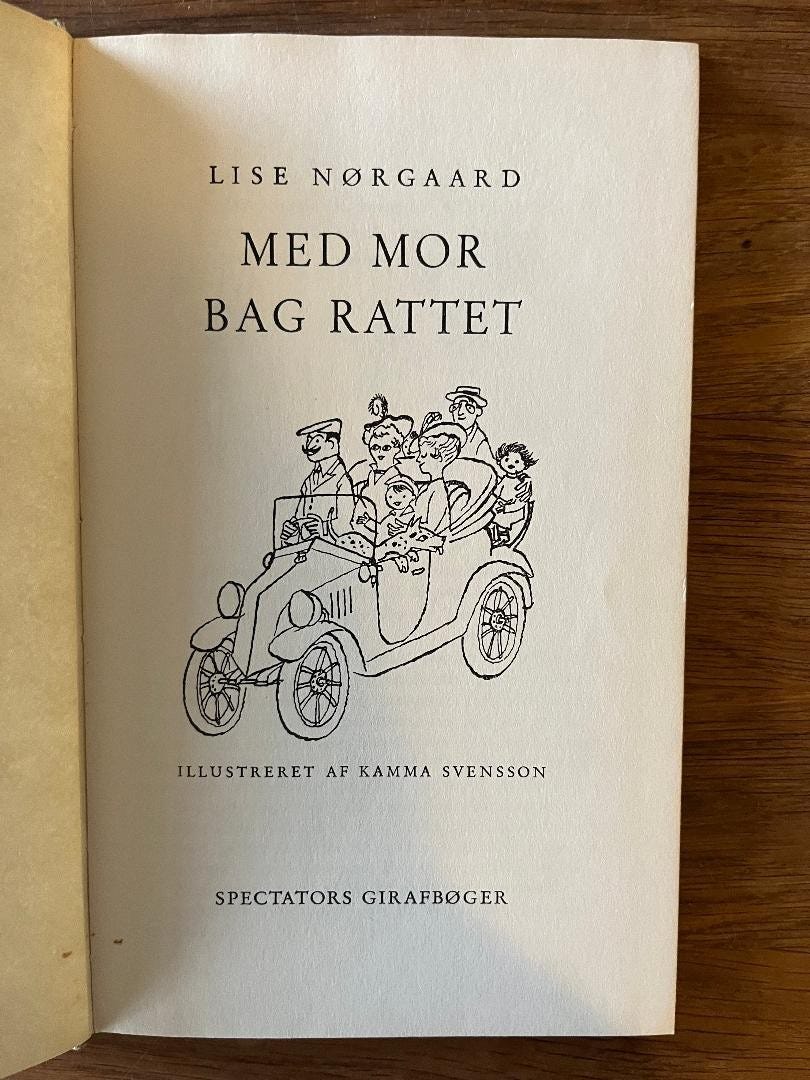 LISE NØRGAARD
MED MOR
BAG RATTET
ILLUSTRERET AF KAMMA SVENSSON
SPECTATORS GIRAFBØGER